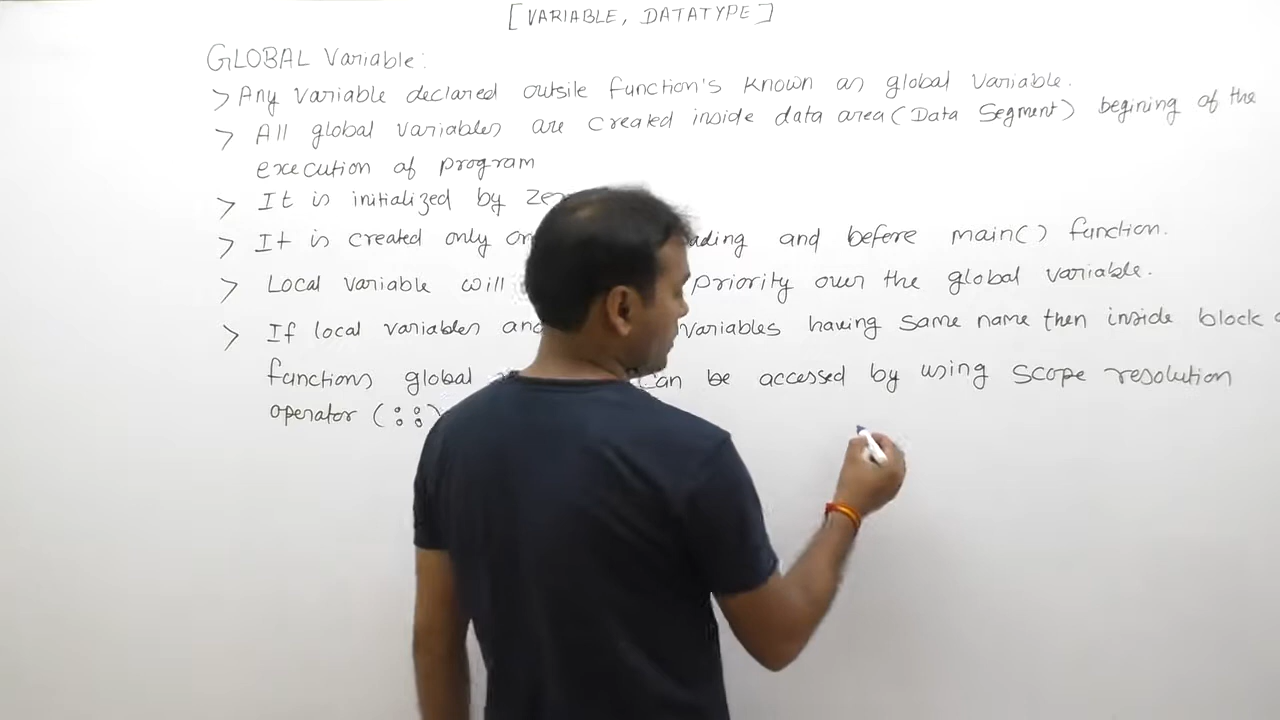 [VARIABLE, DATATYPE]
GLOBAL Variable:
> Any variable declared outsile function's known as global variable.
> All global variables are created inside data area (Data Segment) begining of the
execution of program
> It is initialized by
> It is created only and before main() function.
> Local variable will priority over the global variable.
> If local variables variables having same name then inside block
functions global can be accessed by using scope resolution
operator (::)